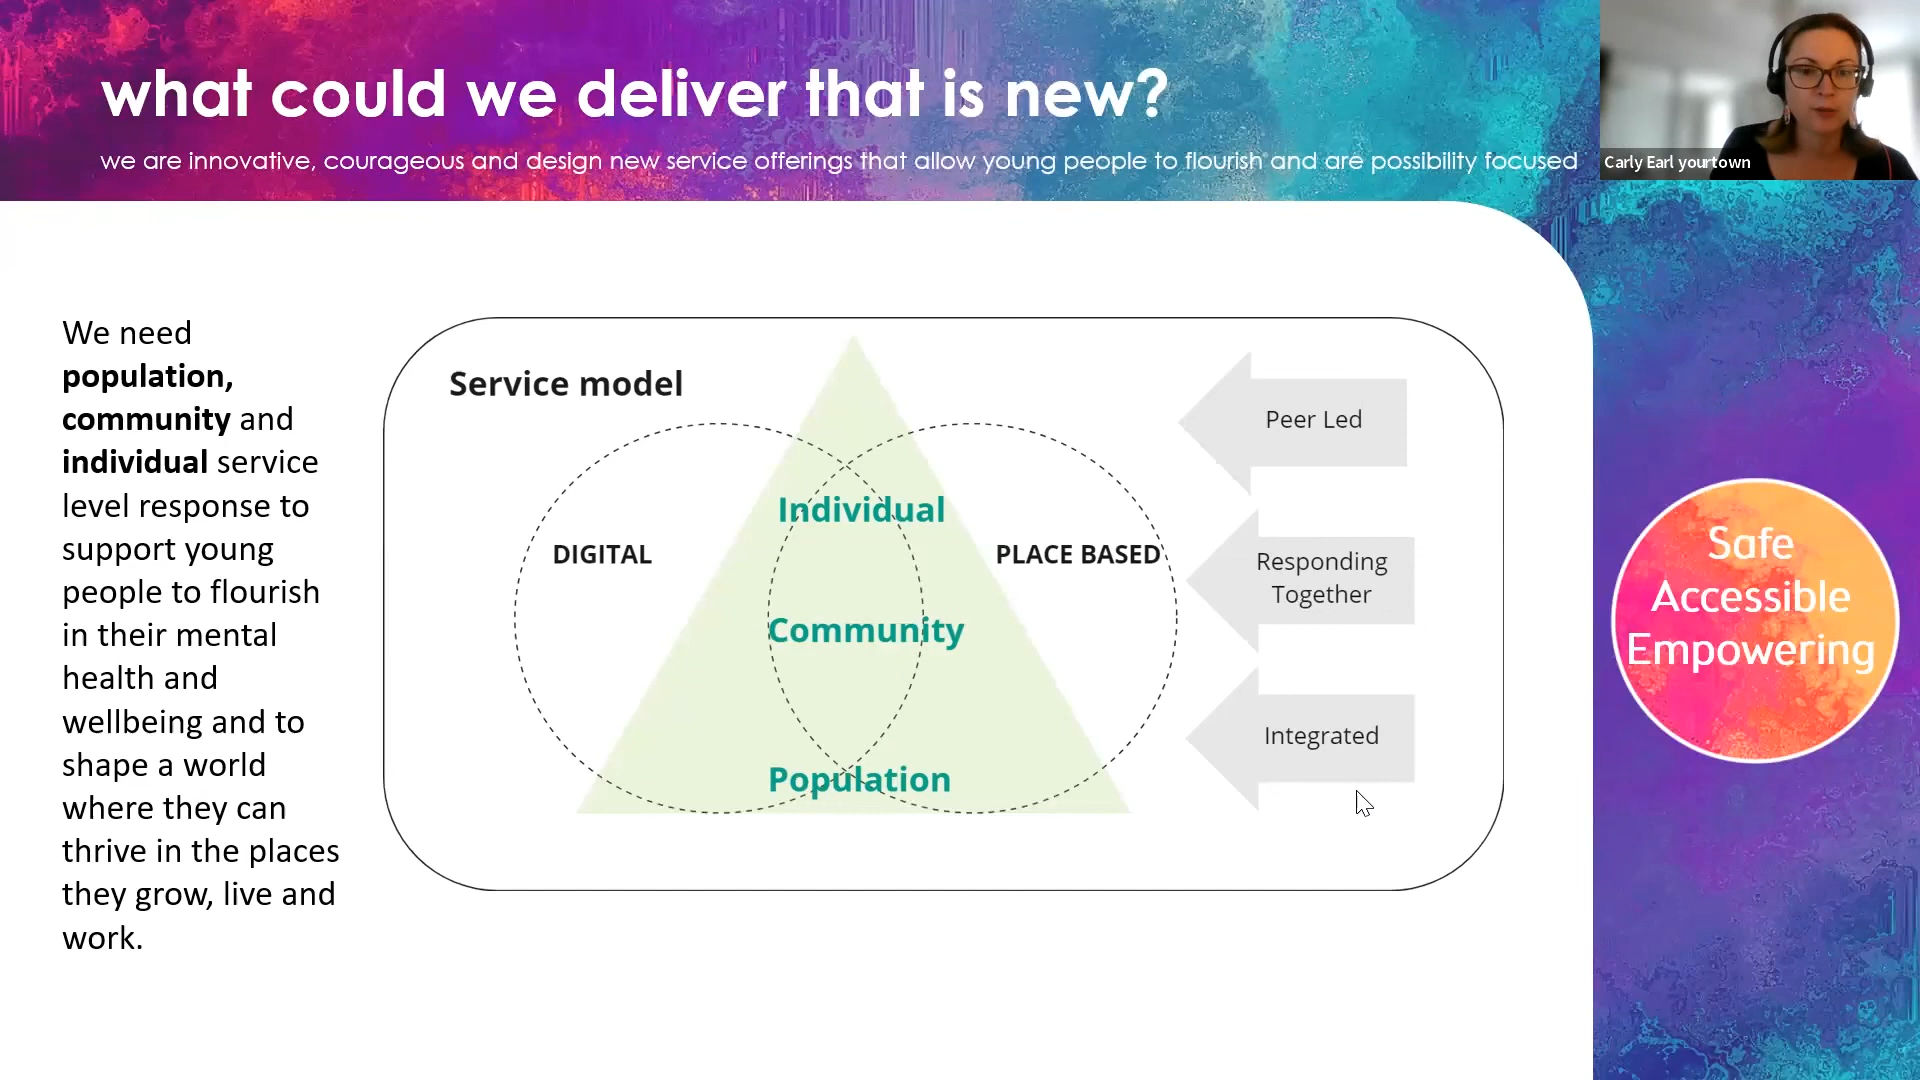 what could we deliver that is new?
we are innovative, courageous and design new service offerings that allow young people to flourish and are possibility focused
Carly Earl yourtown
We need
population,
community and
individual service
level response to
support young
people to flourish
in their mental
health and
wellbeing and to
shape a world
where they can
thrive in the places
they grow, live and
work.
Service model
Individual
DIGITAL
PLACE BASED
Community
Population
Peer Led
Responding
Together
Integrated
Safe
Accessible
Empowering